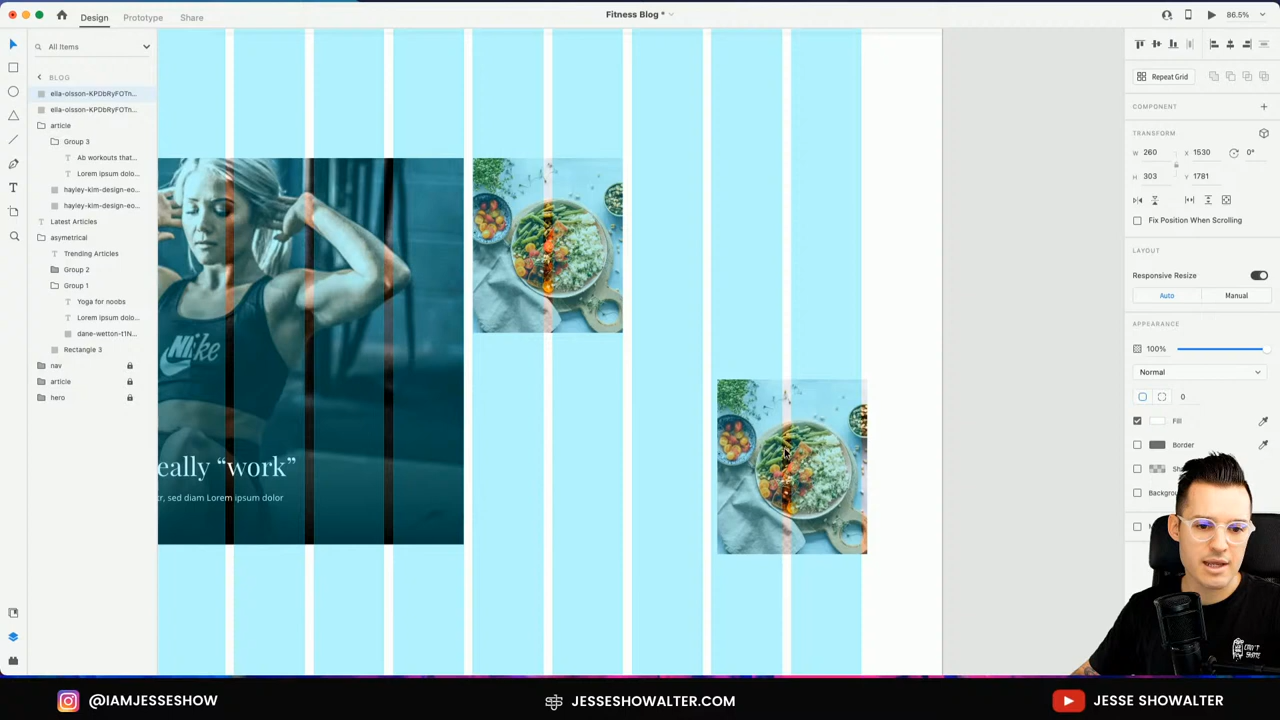 Design
Prototype
Share
Fitness Blog *
86.5%
All Items
BLOG
ella-olsson-KPDbRyFOTn...
ella-olsson-KPDbRyFOTn...
article
Group 3
Ab workouts that...
Lorem ipsum dolo...
hayley-kim-design-eo...
hayley-kim-design-eo...
Latest Articles
asymetrical
Trending Articles
Group 2
Group 1
Yoga for noobs
Lorem ipsum dolo...
dane-wetton-t1N...
Rectangle 3
nav
article
hero
NIKE
eally “work”
tr, sed diam Lorem ipsum dolor
Repeat Grid
COMPONENT
TRANSFORM
W 260 X 1530 0°
H 303 Y 1781
Fix Position When Scrolling
LAYOUT
Responsive Resize
Auto Manual
APPEARANCE
100%
Normal
0
Fill
Border
Sha
Backgrou
@IAMJESSESHOW
JESSESHOWALTER.COM
JESSE SHOWALTER